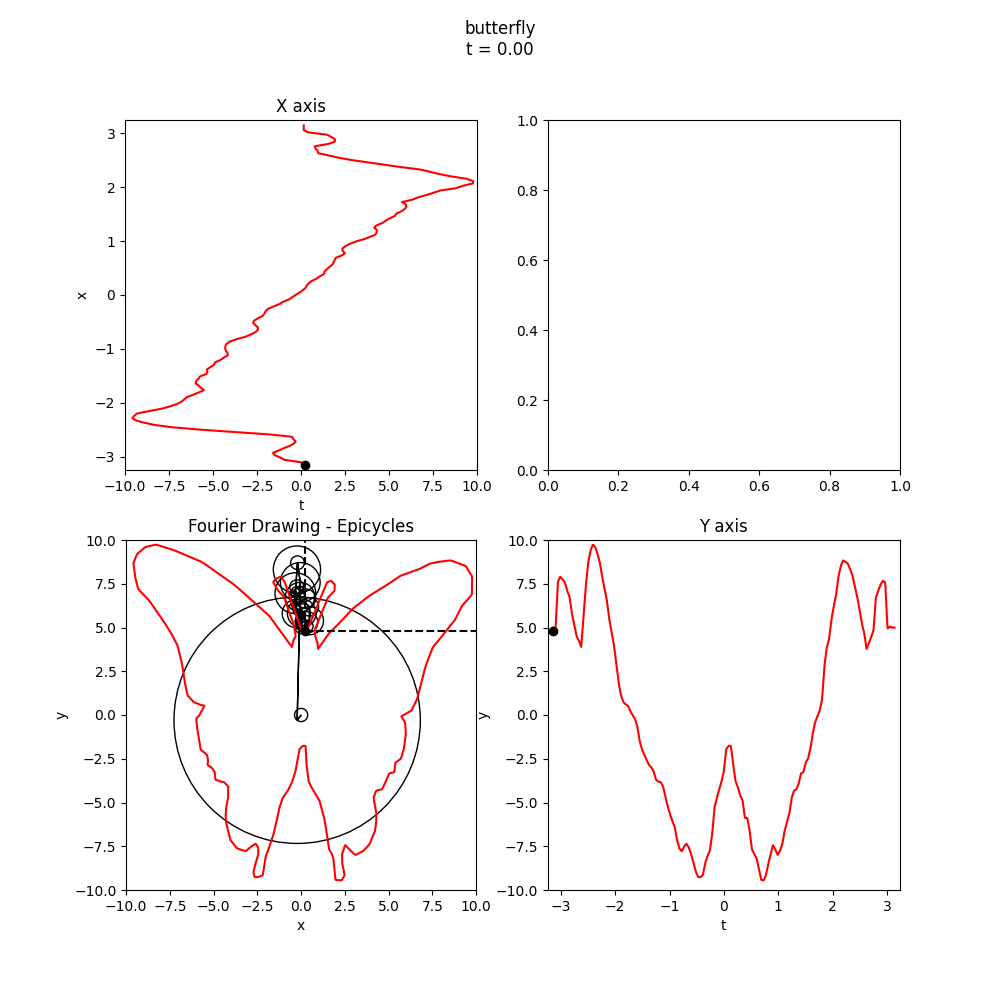 butterfly
t = 0.00
X axis
3
2
1
0
−1
−2
−3
x
−10.0 −7.5 −5.0 −2.5 0.0 2.5 5.0 7.5 10.0
t
1.0
0.8
0.6
0.4
0.2
0.0
0.0 0.2 0.4 0.6 0.8 1.0
Fourier Drawing - Epicycles
10.0
7.5
5.0
2.5
0.0
−2.5
−5.0
−7.5
−10.0
y
−10.0 −7.5 −5.0 −2.5 0.0 2.5 5.0 7.5 10.0
x
Y axis
10.0
7.5
5.0
2.5
0.0
−2.5
−5.0
−7.5
−10.0
y
−3 −2 −1 0 1 2 3
t